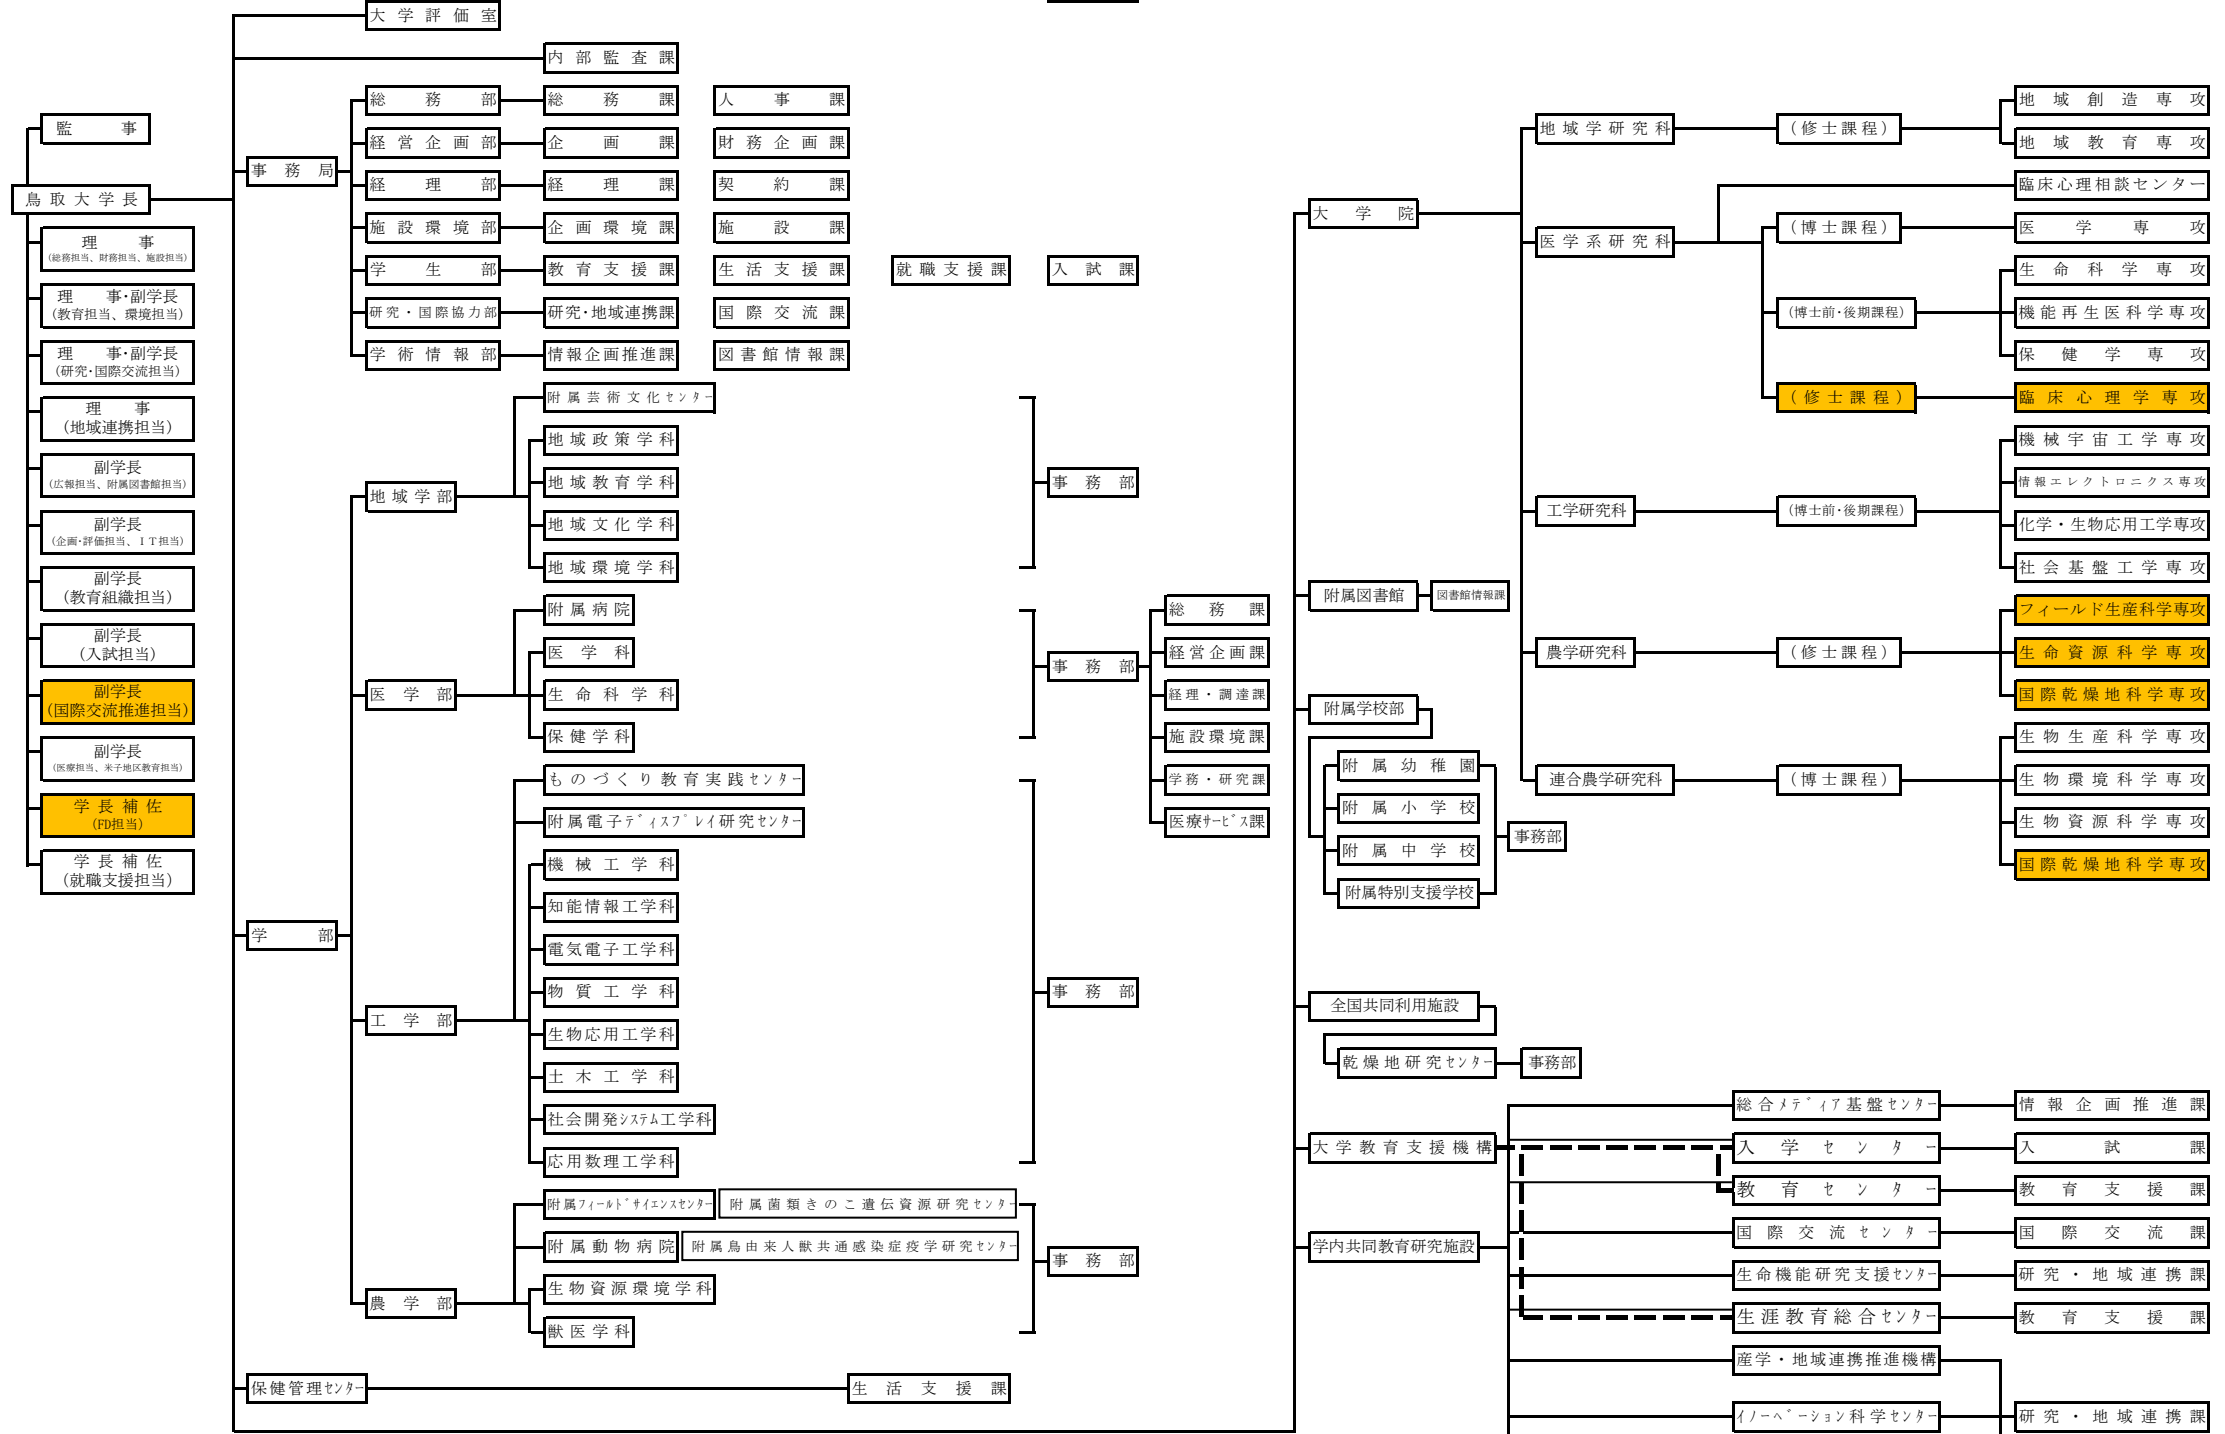 大学評価室
内部監査課
監事
鳥取大学長
理事
(総務担当、財務担当、施設担当)
理事・副学長
(教育担当、環境担当)
理事・副学長
(研究・国際交流担当)
理事
(地域連携担当)
副学長
(広報担当、附属図書館担当)
副学長
(企画・評価担当、ＩＴ担当)
副学長
(教育組織担当)
副学長
(入試担当)
副学長
(国際交流推進担当)
副学長
(医療担当、米子地区教育担当)
学長補佐
(FD担当)
学長補佐
(就職支援担当)
事務局
総務部 総務課 人事課
経営企画部 企画課 財務企画課
経理部 経理課 契約課
施設環境部 企画環境課 施設課
学生部 教育支援課 生活支援課 就職支援課 入試課
研究・国際協力部 研究・地域連携課 国際交流課
学術情報部 情報企画推進課 図書館情報課
学部
地域学部
附属芸術文化センター
地域政策学科
地域教育学科
地域文化学科
地域環境学科
事務部
医学部
附属病院
医学科
生命科学科
保健学科
事務部
総務課
経営企画課
経理・調達課
施設環境課
学務・研究課
医療ｻｰﾋﾞｽ課
工学部
ものづくり教育実践センター
附属電子ﾃﾞｨｽﾌﾟﾚｲ研究センター
機械工学科
知能情報工学科
電気電子工学科
物質工学科
生物応用工学科
土木工学科
社会開発ｼｽﾃﾑ工学科
応用数理工学科
事務部
農学部
附属ﾌｨｰﾙﾄﾞｻｲｴﾝｽｾﾝﾀｰ 附属菌類きのこ遺伝資源研究センター
附属動物病院 附属鳥由来人獣共通感染症疫学研究センター
生物資源環境学科
獣医学科
事務部
保健管理ｾﾝﾀｰ 生活支援課
大学院
地域学研究科 (修士課程)
地域創造専攻
地域教育専攻
医学系研究科
臨床心理相談センター
(博士課程) 医学専攻
(博士前・後期課程)
生命科学専攻
機能再生医科学専攻
保健学専攻
(修士課程) 臨床心理学専攻
工学研究科 (博士前・後期課程)
機械宇宙工学専攻
情報エレクトロニクス専攻
化学・生物応用工学専攻
社会基盤工学専攻
農学研究科 (修士課程)
フィールド生産科学専攻
生命資源科学専攻
国際乾燥地科学専攻
連合農学研究科 (博士課程)
生物生産科学専攻
生物環境科学専攻
生物資源科学専攻
国際乾燥地科学専攻
附属図書館 図書館情報課
附属学校部
附属幼稚園
附属小学校
附属中学校
附属特別支援学校
事務部
全国共同利用施設
乾燥地研究センター 事務部
大学教育支援機構
学内共同教育研究施設
総合ﾒﾃﾞｨｱ基盤センター 情報企画推進課
入学センター 入試課
教育センター 教育支援課
国際交流センター 国際交流課
生命機能研究支援センター 研究・地域連携課
生涯教育総合センター 教育支援課
産学・地域連携推進機構
ｲﾉｰﾍﾞｰｼｮﾝ科学センター 研究・地域連携課